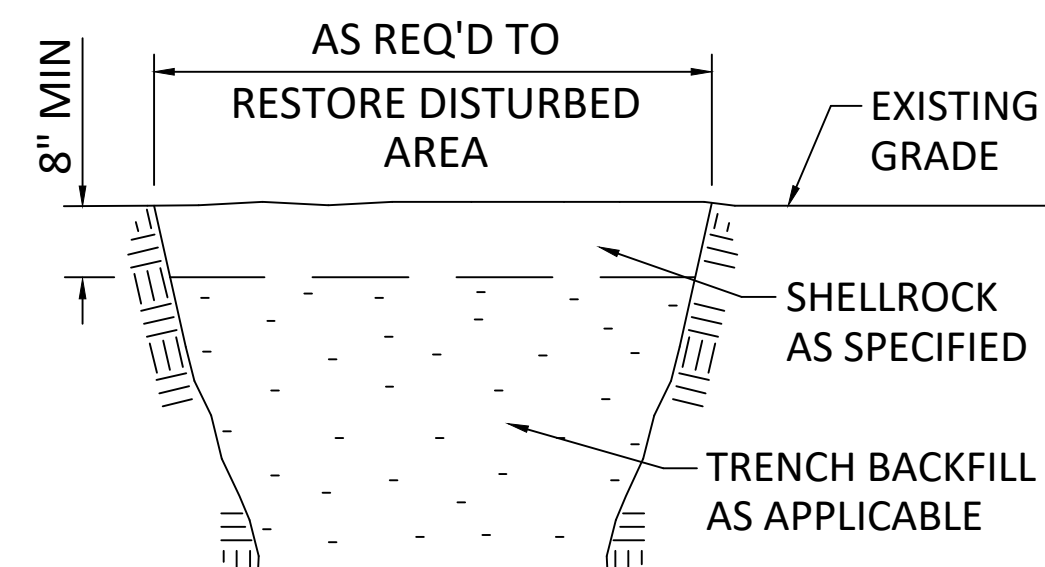 8" MIN
AS REQ'D TO
RESTORE DISTURBED
AREA
EXISTING
GRADE
SHELLROCK
AS SPECIFIED
TRENCH BACKFILL
AS APPLICABLE